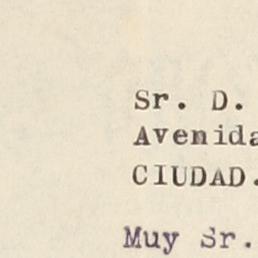 Sr. D.
Avenida
CIUDAD.
Muy Sr.